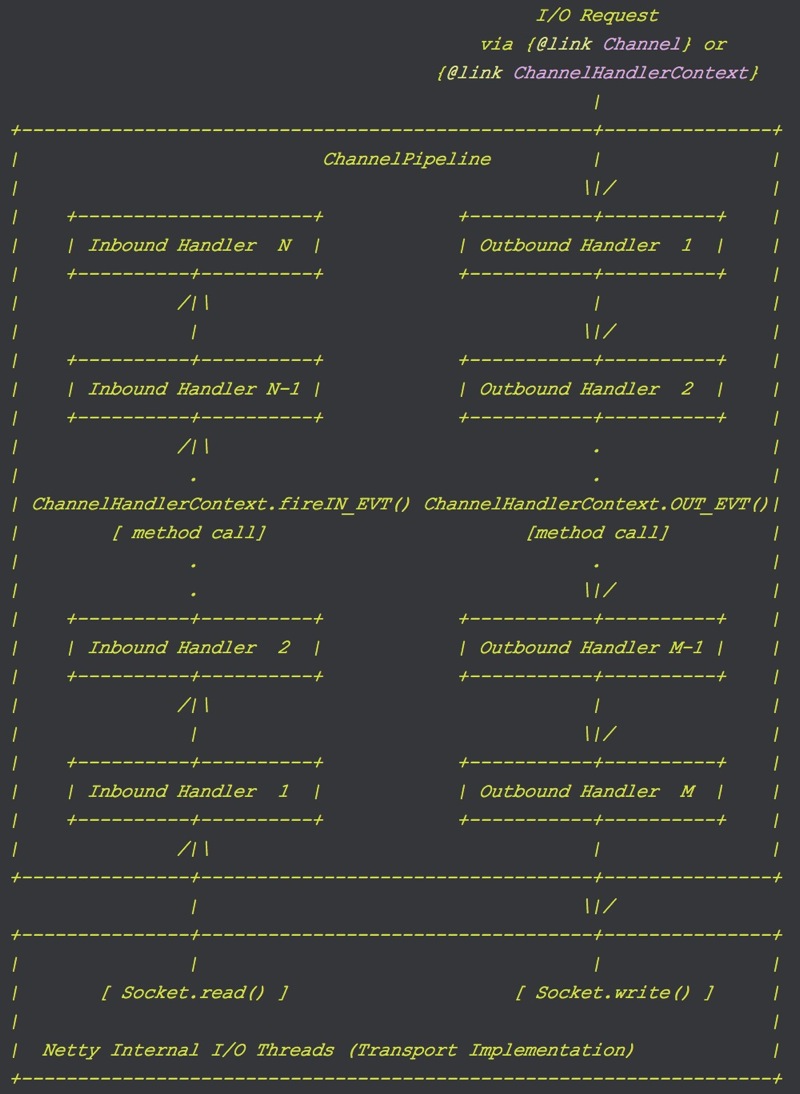 I/O Request
                                          via {@link Channel} or
                                      {@link ChannelHandlerContext}
                                                    |
+---------------------------------------------------+---------------+
|                           ChannelPipeline         |               |
|                                                  \|/              |
|    +---------------------+            +-----------+----------+    |
|    | Inbound Handler  N  |            | Outbound Handler  1  |    |
|    +----------+----------+            +-----------+----------+    |
|              /|\                                  |               |
|               |                                  \|/              |
|    +----------+----------+            +-----------+----------+    |
|    | Inbound Handler N-1 |            | Outbound Handler  2  |    |
|    +----------+----------+            +-----------+----------+    |
|              /|\                                  .               |
|               .                                   .               |
| ChannelHandlerContext.fireIN_EVT() ChannelHandlerContext.OUT_EVT()|
|        [ method call]                       [method call]         |
|               .                                   .               |
|               .                                  \|/              |
|    +----------+----------+            +-----------+----------+    |
|    | Inbound Handler  2  |            | Outbound Handler M-1 |    |
|    +----------+----------+            +-----------+----------+    |
|              /|\                                  |               |
|               |                                  \|/              |
|    +----------+----------+            +-----------+----------+    |
|    | Inbound Handler  1  |            | Outbound Handler  M  |    |
|    +----------+----------+            +-----------+----------+    |
|              /|\                                  |               |
+---------------+-----------------------------------+---------------+
                |                                  \|/
+---------------+-----------------------------------+---------------+
|               |                                   |               |
|       [ Socket.read() ]                    [ Socket.write() ]     |
|                                                                   |
|  Netty Internal I/O Threads (Transport Implementation)            |
+-------------------------------------------------------------------+